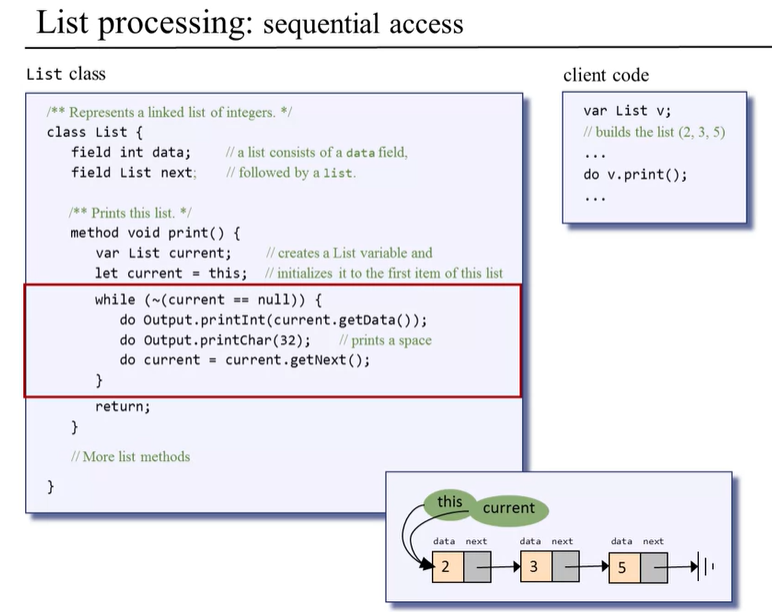 List processing: sequential access
List class
/** Represents a linked list of integers. */
class List {
field int data; // a list consists of a data field,
field List next; // followed by a list.
/** Prints this list. */
method void print() {
var List current; // creates a List variable and
let current = this; // initializes it to the first item of this list
while (~(current == null)) {
do Output.printInt(current.getData());
do Output.printChar(32); // prints a space
do current = current.getNext();
}
return;
}
// More list methods
}
client code
var List v;
// builds the list (2, 3, 5)
...
do v.print();
...
this current
data next data next data next
2 3 5